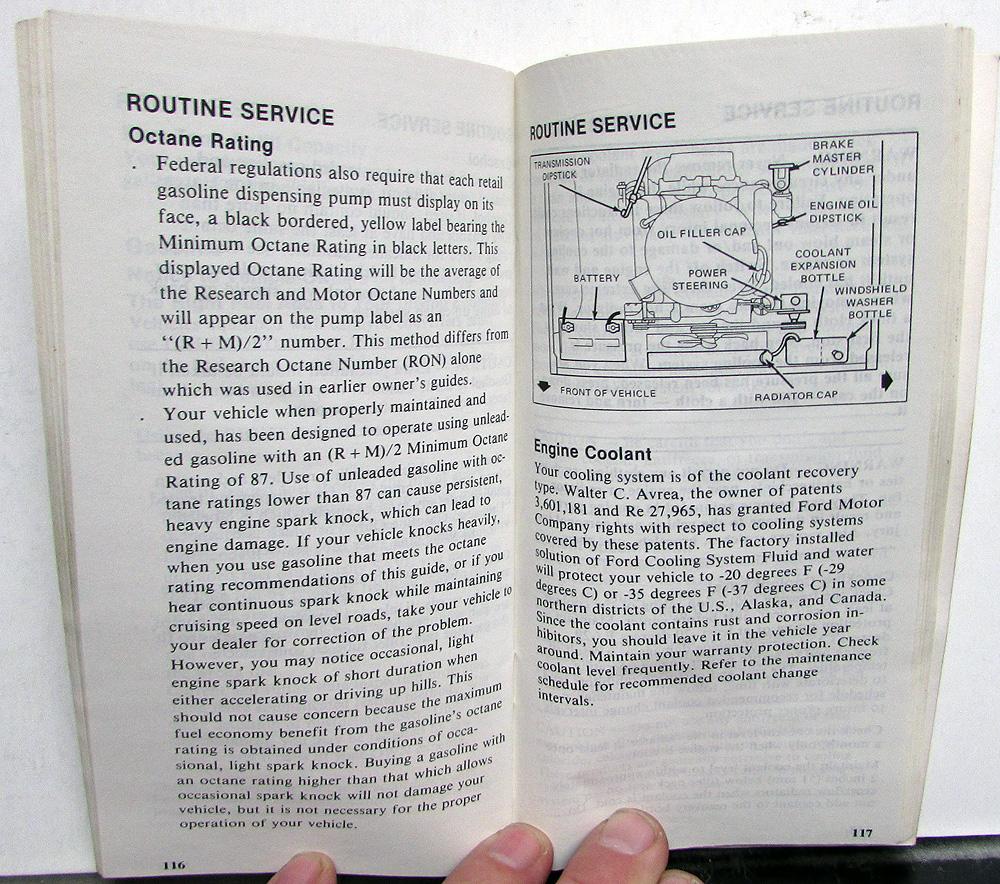 ROUTINE SERVICE
Octane Rating
. Federal regulations also require that each retail
gasoline dispensing pump must display on its
face, a black bordered, yellow label bearing the
Minimum Octane Rating in black letters. This
displayed Octane Rating will be the average of
the Research and Motor Octane Numbers and
will appear on the pump label as an
“(R + M)/2” number. This method differs from
the Research Octane Number (RON) alone
which was used in earlier owner's guides.
. Your vehicle when properly maintained and
used, has been designed to operate using unlead-
ed gasoline with an (R + M)/2 Minimum Octane
Rating of 87. Use of unleaded gasoline with oc-
tane ratings lower than 87 can cause persistent,
heavy engine spark knock, which can lead to
engine damage. If your vehicle knocks heavily,
when you use gasoline that meets the octane
rating recommendations of this guide, or if you
hear continuous spark knock while maintaining
cruising speed on level roads, take your vehicle to
your dealer for correction of the problem.
However, you may notice occasional, light
engine spark knock of short duration when
either accelerating or driving up hills. This
should not cause concern because the maximum
fuel economy benefit from the gasoline's octane
rating is obtained under conditions of occa-
sional, light spark knock. Buying a gasoline with
an octane rating higher than that which allows
occasional spark knock will not damage your
vehicle, but it is not necessary for the proper
operation of your vehicle.
116
ROUTINE SERVICE
TRANSMISSION
DIPSTICK
BRAKE
MASTER
CYLINDER
ENGINE OIL
DIPSTICK
OIL FILLER CAP
COOLANT
EXPANSION
BOTTLE
POWER
STEERING
BATTERY
WINDSHIELD
WASHER
BOTTLE
FRONT OF VEHICLE
RADIATOR CAP
Engine Coolant
Your cooling system is of the coolant recovery
type. Walter C. Avrea, the owner of patents
3,601,181 and Re 27,965, has granted Ford Motor
Company rights with respect to cooling systems
covered by these patents. The factory installed
solution of Ford Cooling System Fluid and water
will protect your vehicle to -20 degrees F (-29
degrees C) or -35 degrees F (-37 degrees C) in some
northern districts of the U.S., Alaska, and Canada.
Since the coolant contains rust and corrosion in-
hibitors, you should leave it in the vehicle year
around. Maintain your warranty protection. Check
coolant level frequently. Refer to the maintenance
schedule for recommended coolant change
intervals.
117